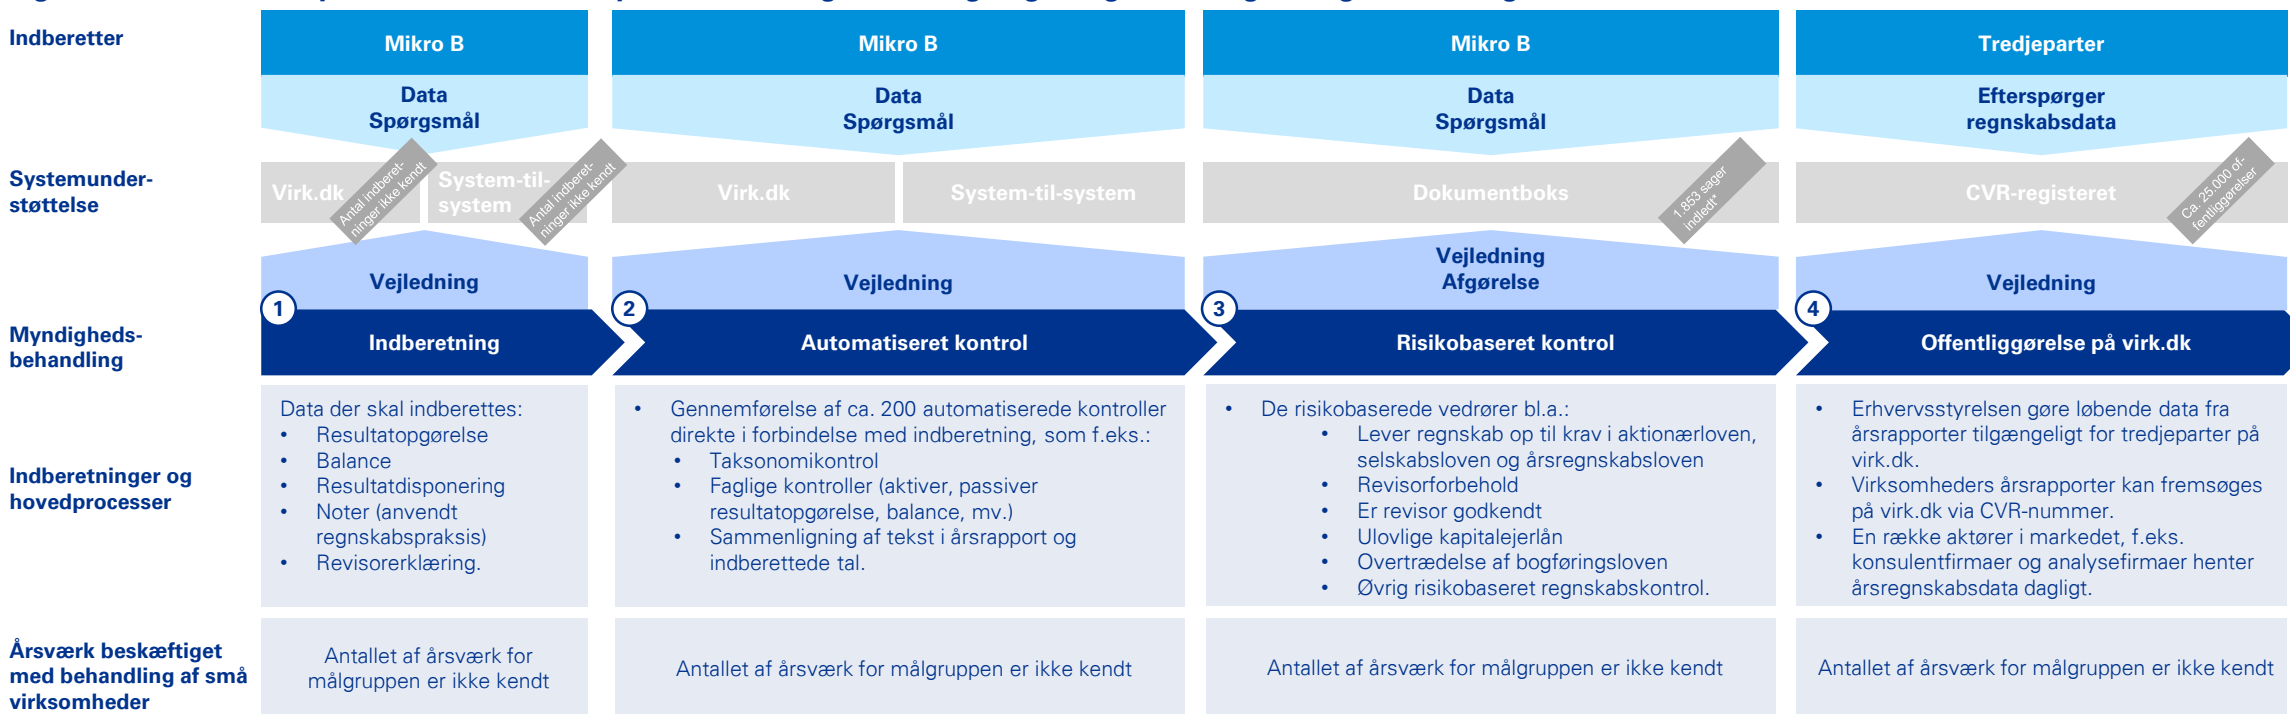 Indberetter
Mikro B
Mikro B
Mikro B
Tredjeparter
Data
Spørgsmål
Data
Spørgsmål
Data
Spørgsmål
Efterspørger
regnskabsdata
Systemunder-
støttelse
Virk.dk
Antal indberet-
ninger ikke kendt
System-til-
system
Antal indberet-
ninger ikke kendt
Virk.dk
System-til-system
Dokumentboks
1.853 sager
indledt*
CVR-registeret
Ca. 25.000 of-
fentliggørelser
Vejledning
Vejledning
Vejledning
Afgørelse
Vejledning
Myndigheds-
behandling
1
Indberetning
2
Automatiseret kontrol
3
Risikobaseret kontrol
4
Offentliggørelse på virk.dk
Indberetninger og
hovedprocesser
Data der skal indberettes:
• Resultatopgørelse
• Balance
• Resultatdisponering
• Noter (anvendt
regnskabspraksis)
• Revisorerklæring.
• Gennemførelse af ca. 200 automatiserede kontroller
direkte i forbindelse med indberetning, som f.eks.:
• Taksonomikontrol
• Faglige kontroller (aktiver, passiver
resultatopgørelse, balance, mv.)
• Sammenligning af tekst i årsrapport og
indberettede tal.
• De risikobaserede vedrører bl.a.:
• Lever regnskab op til krav i aktionærloven,
selskabsloven og årsregnskabsloven
• Revisorforbehold
• Er revisor godkendt
• Ulovlige kapitalejerlån
• Overtrædelse af bogføringsloven
• Øvrig risikobaseret regnskabskontrol.
• Erhvervsstyrelsen gøre løbende data fra
årsrapporter tilgængeligt for tredjeparter på
virk.dk.
• Virksomheders årsrapporter kan fremsøges
på virk.dk via CVR-nummer.
• En række aktører i markedet, f.eks.
konsulentfirmaer og analysefirmaer henter
årsregnskabsdata dagligt.
Årsværk beskæftiget
med behandling af små
virksomheder
Antallet af årsværk for
målgruppen er ikke kendt
Antallet af årsværk for målgruppen er ikke kendt
Antallet af årsværk for målgruppen er ikke kendt
Antallet af årsværk for målgruppen er ikke kendt